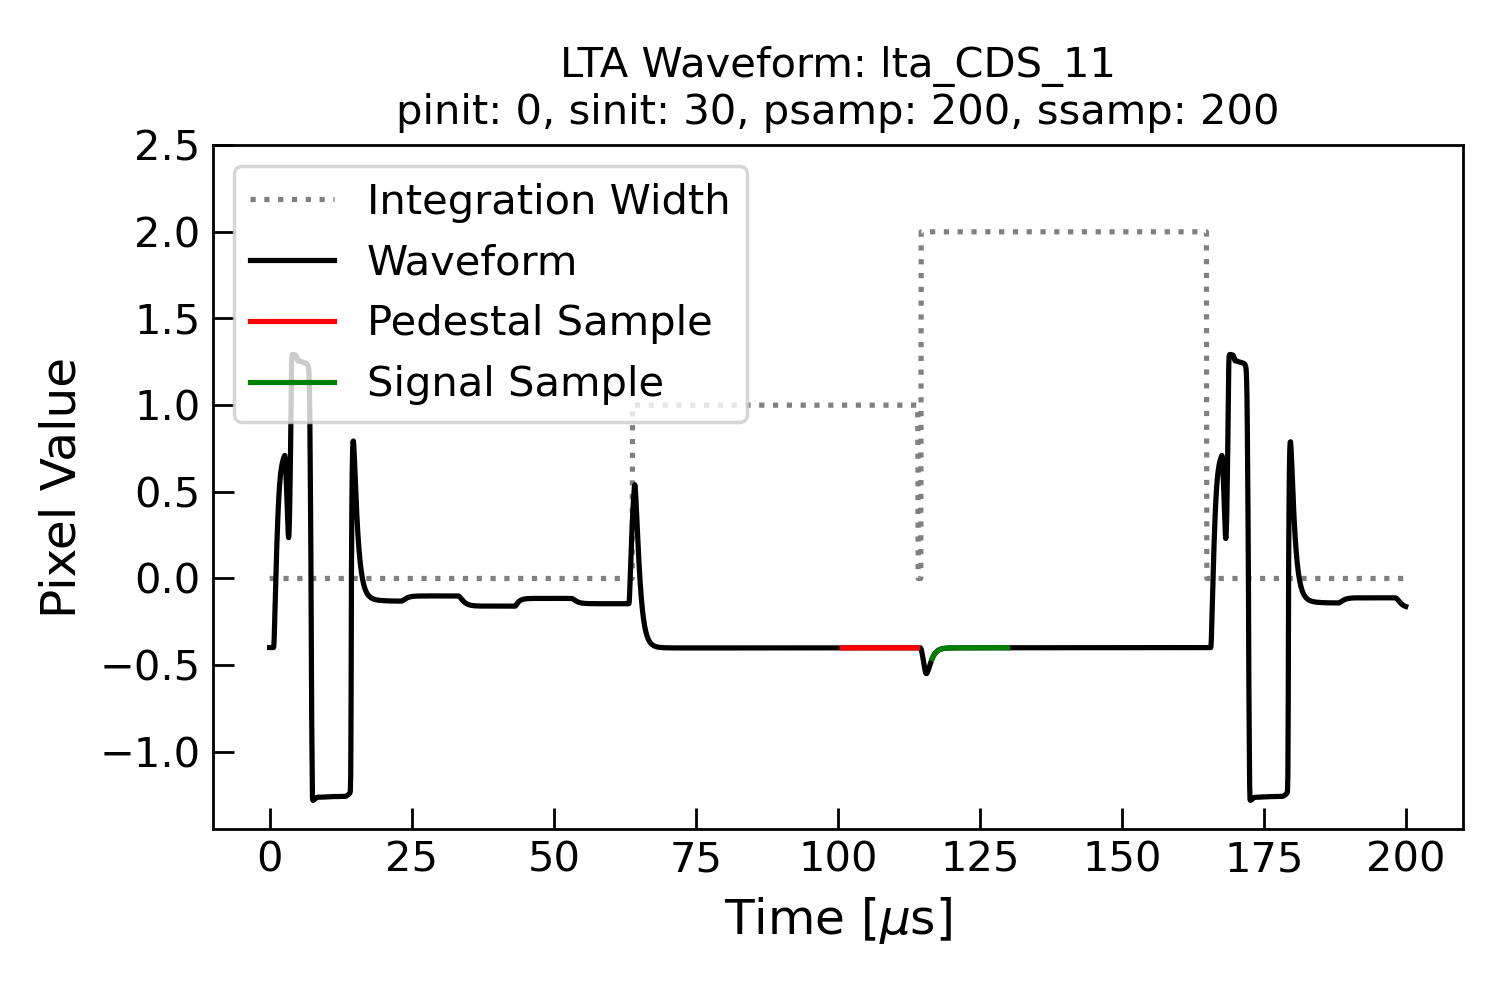 LTA Waveform: lta_CDS_11
pinit: 0, sinit: 30, psamp: 200, ssamp: 200
2.5
2.0
1.5
1.0
0.5
0.0
−0.5
−1.0
Pixel Value
Integration Width
Waveform
Pedestal Sample
Signal Sample
0 25 50 75 100 125 150 175 200
Time [μs]